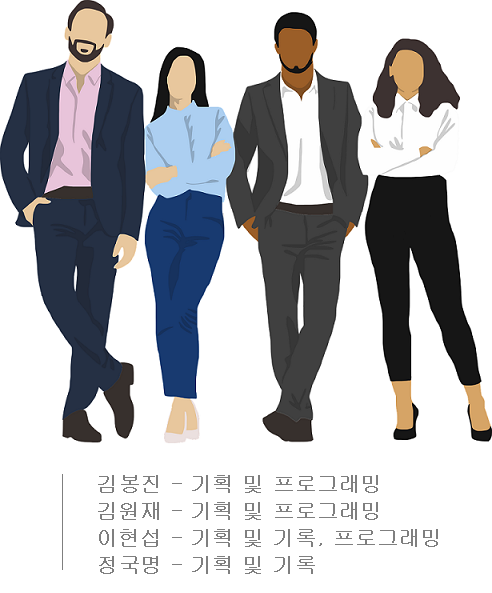 김봉진 – 기획 및 프로그래밍
김원재 – 기획 및 프로그래밍
이현섭 – 기획 및 기록, 프로그래밍
정국명 – 기획 및 기록